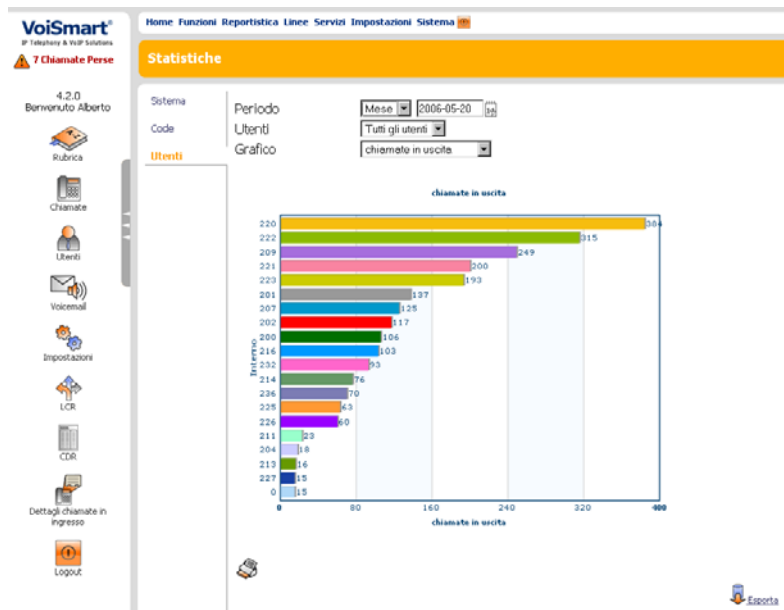 VoiSmart®
IP Telephony & VoIP Solutions
7 Chiamate Perse
Home Funzioni Reportistica Linee Servizi Impostazioni Sistema
Statistiche
4.2.0
Benvenuto Alberto
Rubrica
Chiamate
Utenti
Voicemail
Impostazioni
LCR
CDR
Dettagli chiamate in
ingresso
Logout
Sistema
Code
Utenti
Periodo Mese 2006-05-20
Utenti Tutti gli utenti
Grafico chiamate in uscita
chiamate in uscita
Interno
220 384
222 315
209 249
221 200
223 193
201 137
207 125
202 117
200 106
216 103
232 93
214 76
236 70
225 63
226 60
211 23
204 18
213 16
227 15
0 15
0 80 160 240 320 400
chiamate in uscita
Esporta